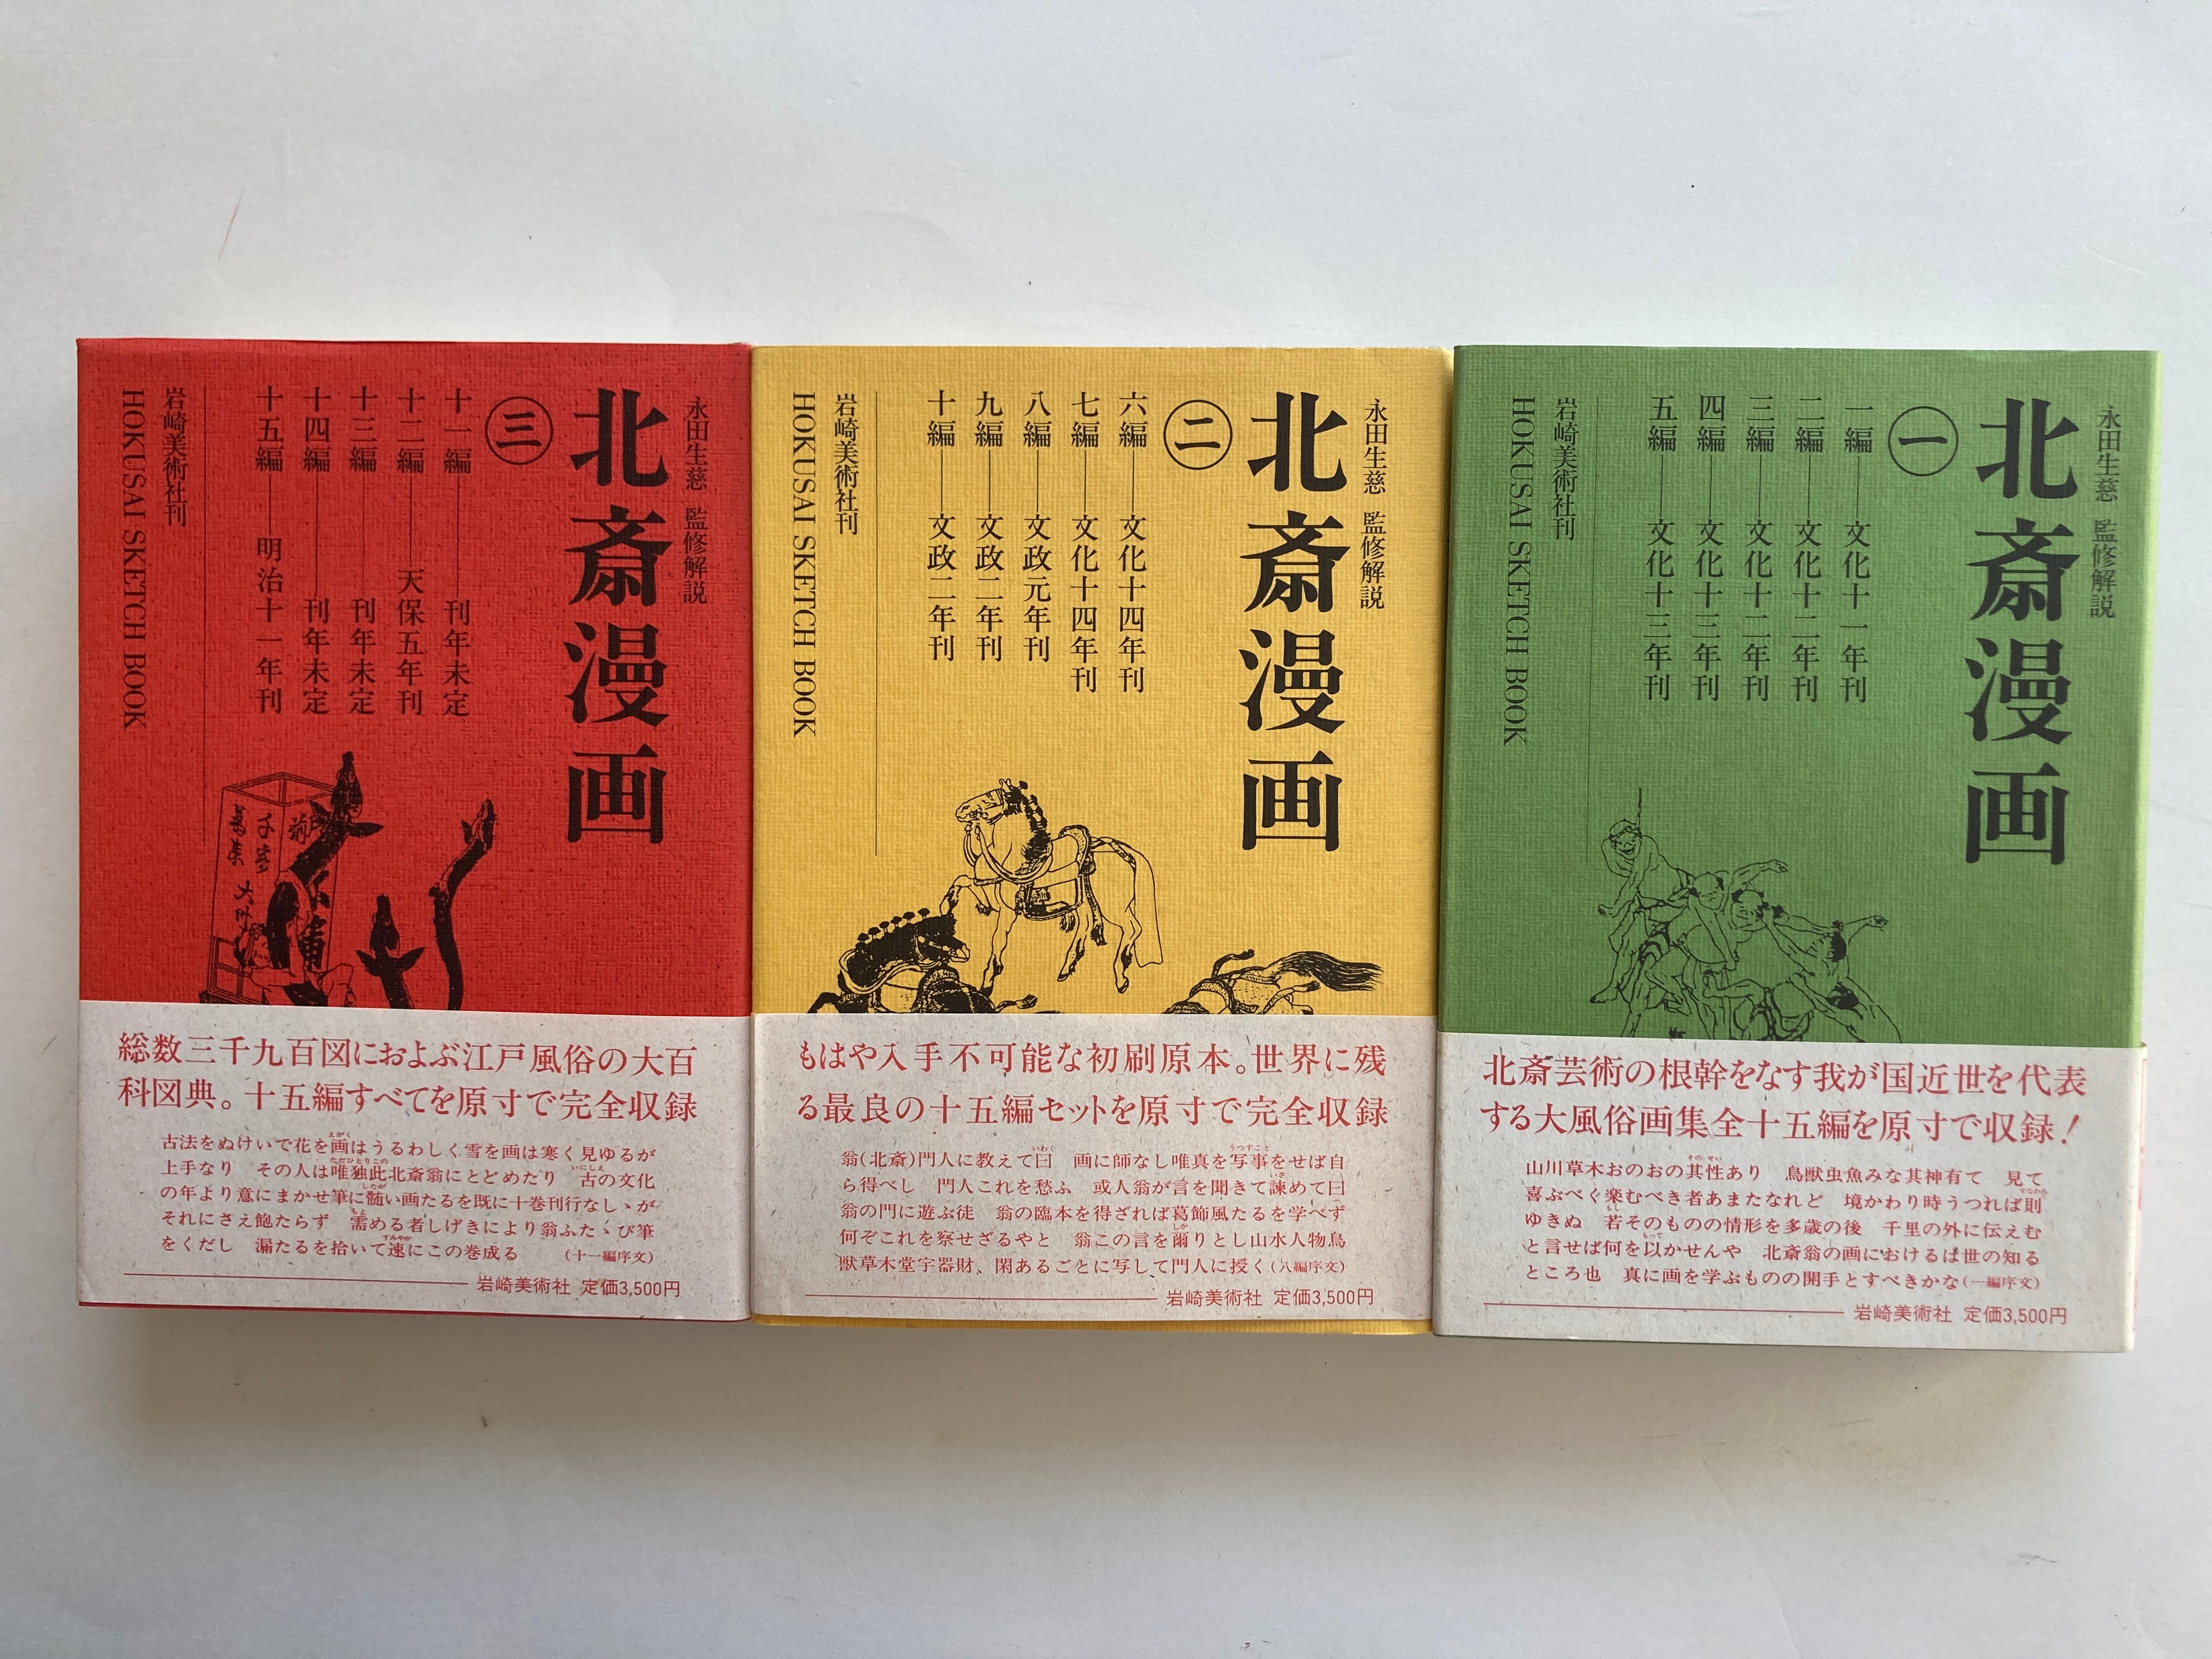 永田生慈 監修解説
北斎漫画
一
一編 文化十一年刊
二編 文化十二年刊
三編 文化十二年刊
四編 文化十三年刊
五編 文化十三年刊
岩崎美術社刊
HOKUSAI SKETCH BOOK
北斎芸術の根幹をなす我が国近世を代表
する大風俗画集全十五編を原寸で収録!
山川草木おのおの其性あり 鳥獣虫魚みな其神有て 見て
喜ぶべく楽むべき者あまたなれど 境かわり時うつれば則
ゆきぬ 若そのものの情形を多歳の後 千里の外に伝えむ
と言せば何を以かせんや 北斎翁の画におけるは世の知る
ところ也 真に画を学ぶものの開手とすべきかな(一編序文)
岩崎美術社 定価3,500円
永田生慈 監修解説
北斎漫画
二
六編 文化十四年刊
七編 文化十四年刊
八編 文政元年刊
九編 文政二年刊
十編 文政二年刊
岩崎美術社刊
HOKUSAI SKETCH BOOK
もはや入手不可能な初刷原本。世界に残
る最良の十五編セットを原寸で完全収録
翁(北斎)門人に教えて曰 画に師なし唯真を写事をせば自
ら得べし 門人これを愁ふ 或人翁が言を聞きて諫めて曰
翁の門に遊ぶ徒 翁の臨本を得ざれば葛飾風たるを学べず
何ぞこれを察せざるやと 翁この言を爾りとし山水人物鳥
獣草木堂宇器財、閑あるごとに写して門人に授く(八編序文)
岩崎美術社 定価3,500円
永田生慈 監修解説
北斎漫画
三
十一編 刊年未定
十二編 天保五年刊
十三編 刊年未定
十四編 刊年未定
十五編 明治十一年刊
岩崎美術社刊
HOKUSAI SKETCH BOOK
総数三千九百図におよぶ江戸風俗の大百
科図典。十五編すべてを原寸で完全収録
古法をぬけいで花を画はうるわしく雪を画は寒く見ゆるが
上手なり その人は唯独此北斎翁にとどめたり 古の文化
の年より意にまかせ筆に髄い画たるを既に十巻刊行なしゝが
それにさえ飽たらず 需める者しげきにより翁ふたゝび筆
をくだし 漏たるを拾いて速にこの巻成る (十一編序文)
岩崎美術社 定価3,500円